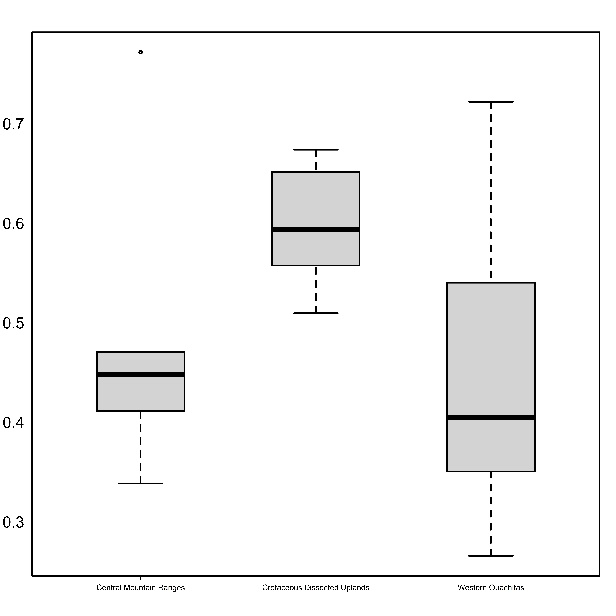 0.7
0.6
0.5
0.4
0.3
Central Mountain Ranges
Cretaceous Dissected Uplands
Western Ouachitas